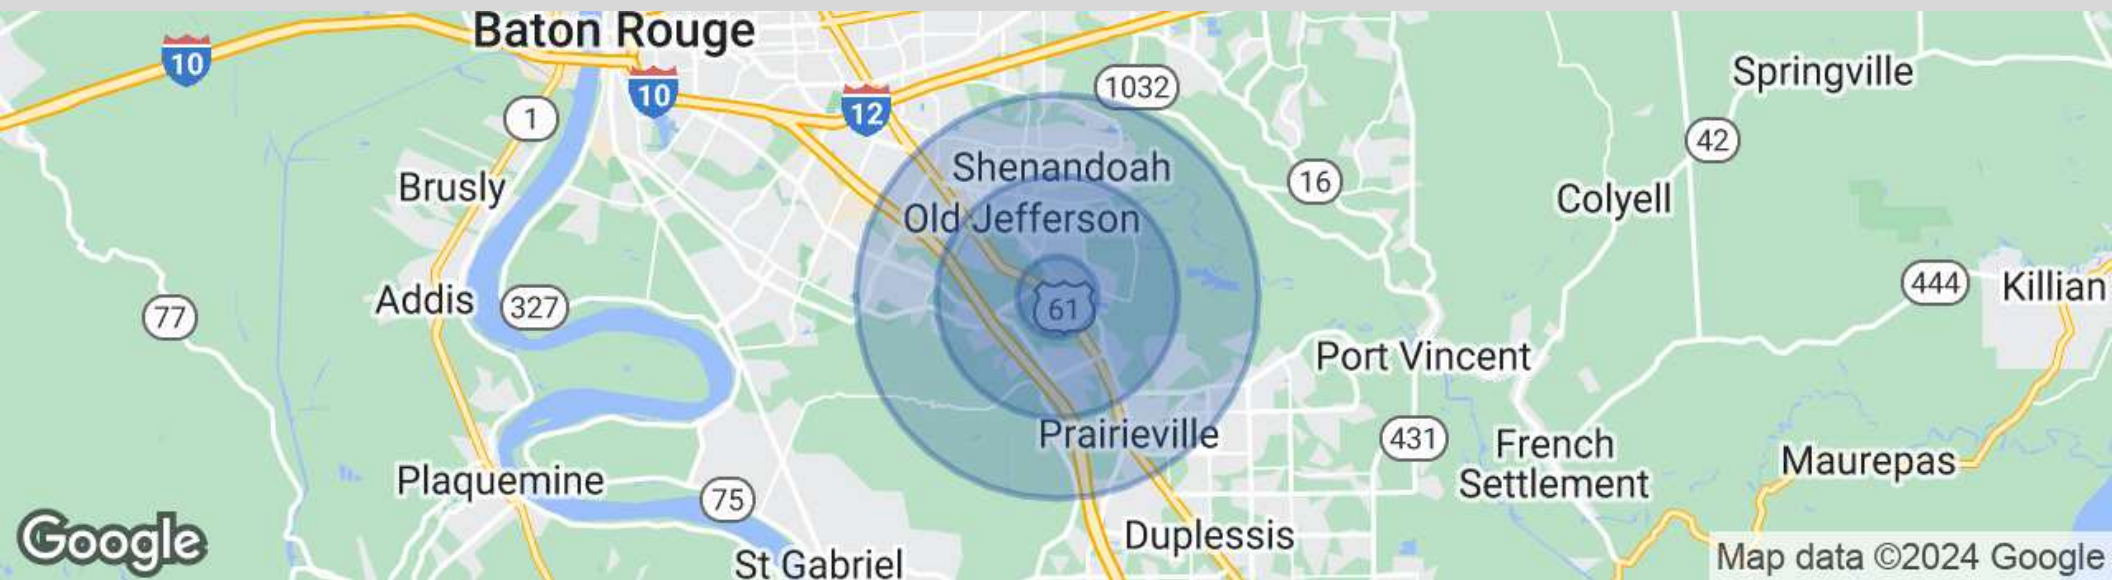 Baton Rouge
10
10
12
1
1032
Springville
42
Shenandoah
Brusly
16
Colyell
Old Jefferson
Addis
327
77
61
444
Killian
Port Vincent
Prairieville
431
French
Settlement
Maurepas
Plaquemine
75
Duplessis
St Gabriel
Google
Map data ©2024 Google